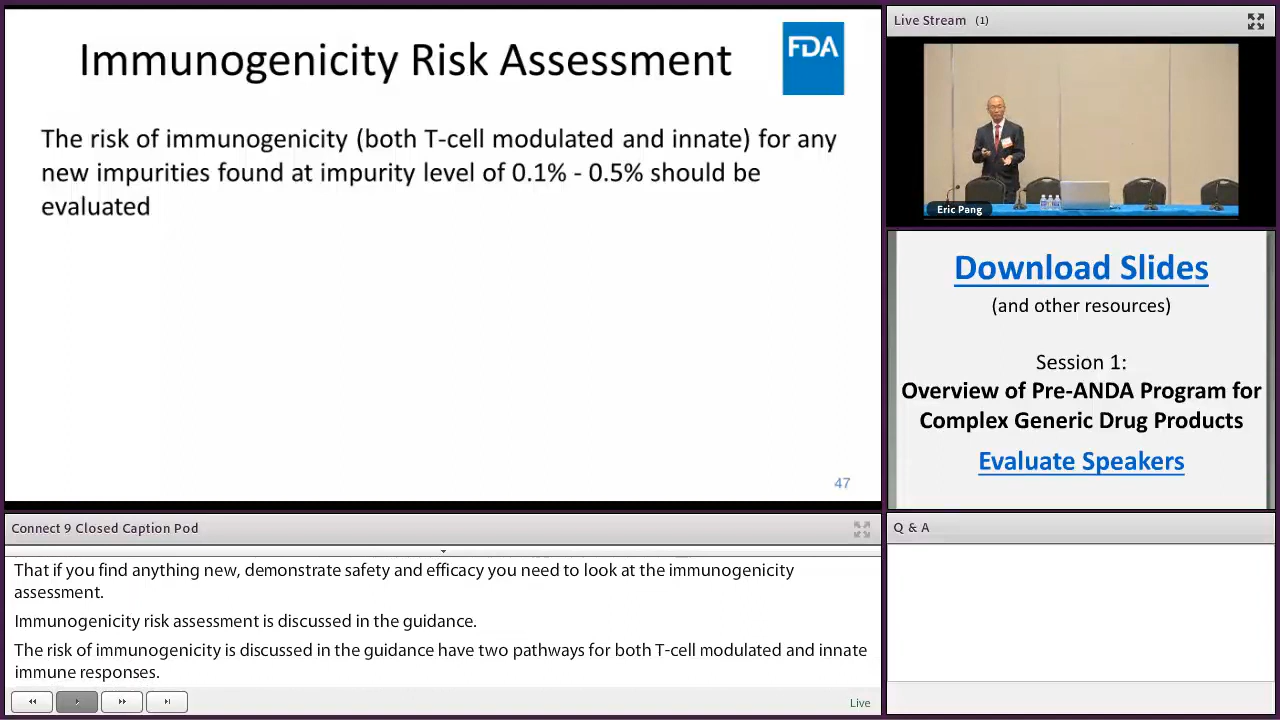 Immunogenicity Risk Assessment
FDA
The risk of immunogenicity (both T-cell modulated and innate) for any
new impurities found at impurity level of 0.1% - 0.5% should be
evaluated
47
Live Stream (1)
Eric Pang
Download Slides
(and other resources)
Session 1:
Overview of Pre-ANDA Program for
Complex Generic Drug Products
Evaluate Speakers
Connect 9 Closed Caption Pod
That if you find anything new, demonstrate safety and efficacy you need to look at the immunogenicity
assessment.
Immunogenicity risk assessment is discussed in the guidance.
The risk of immunogenicity is discussed in the guidance have two pathways for both T-cell modulated and innate
immune responses.
Live
Q & A